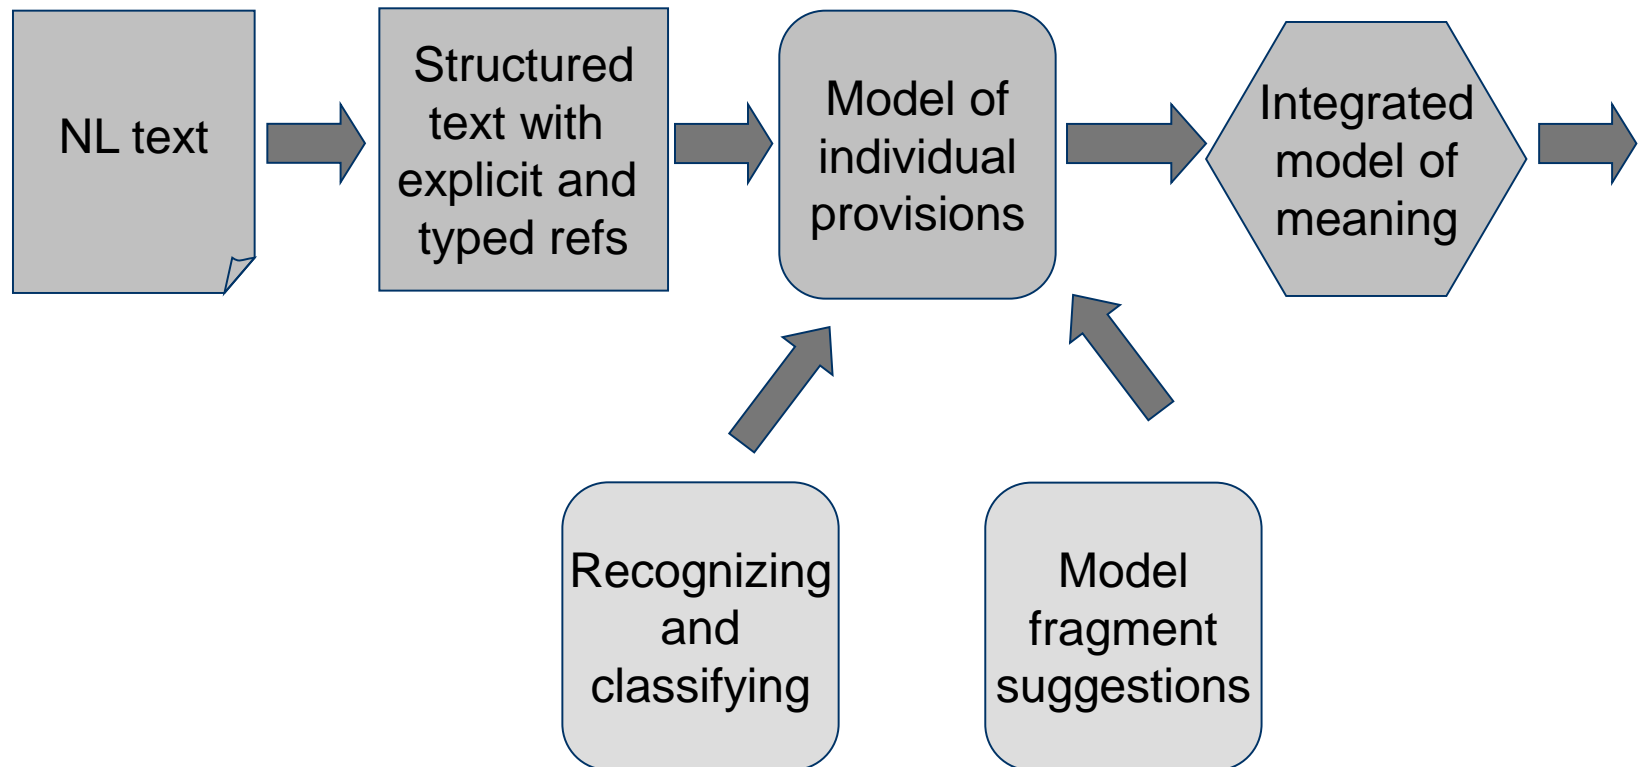 NL text
Structured
text with
explicit and
typed refs
Model of
individual
provisions
Integrated
model of
meaning
Recognizing
and
classifying
Model
fragment
suggestions